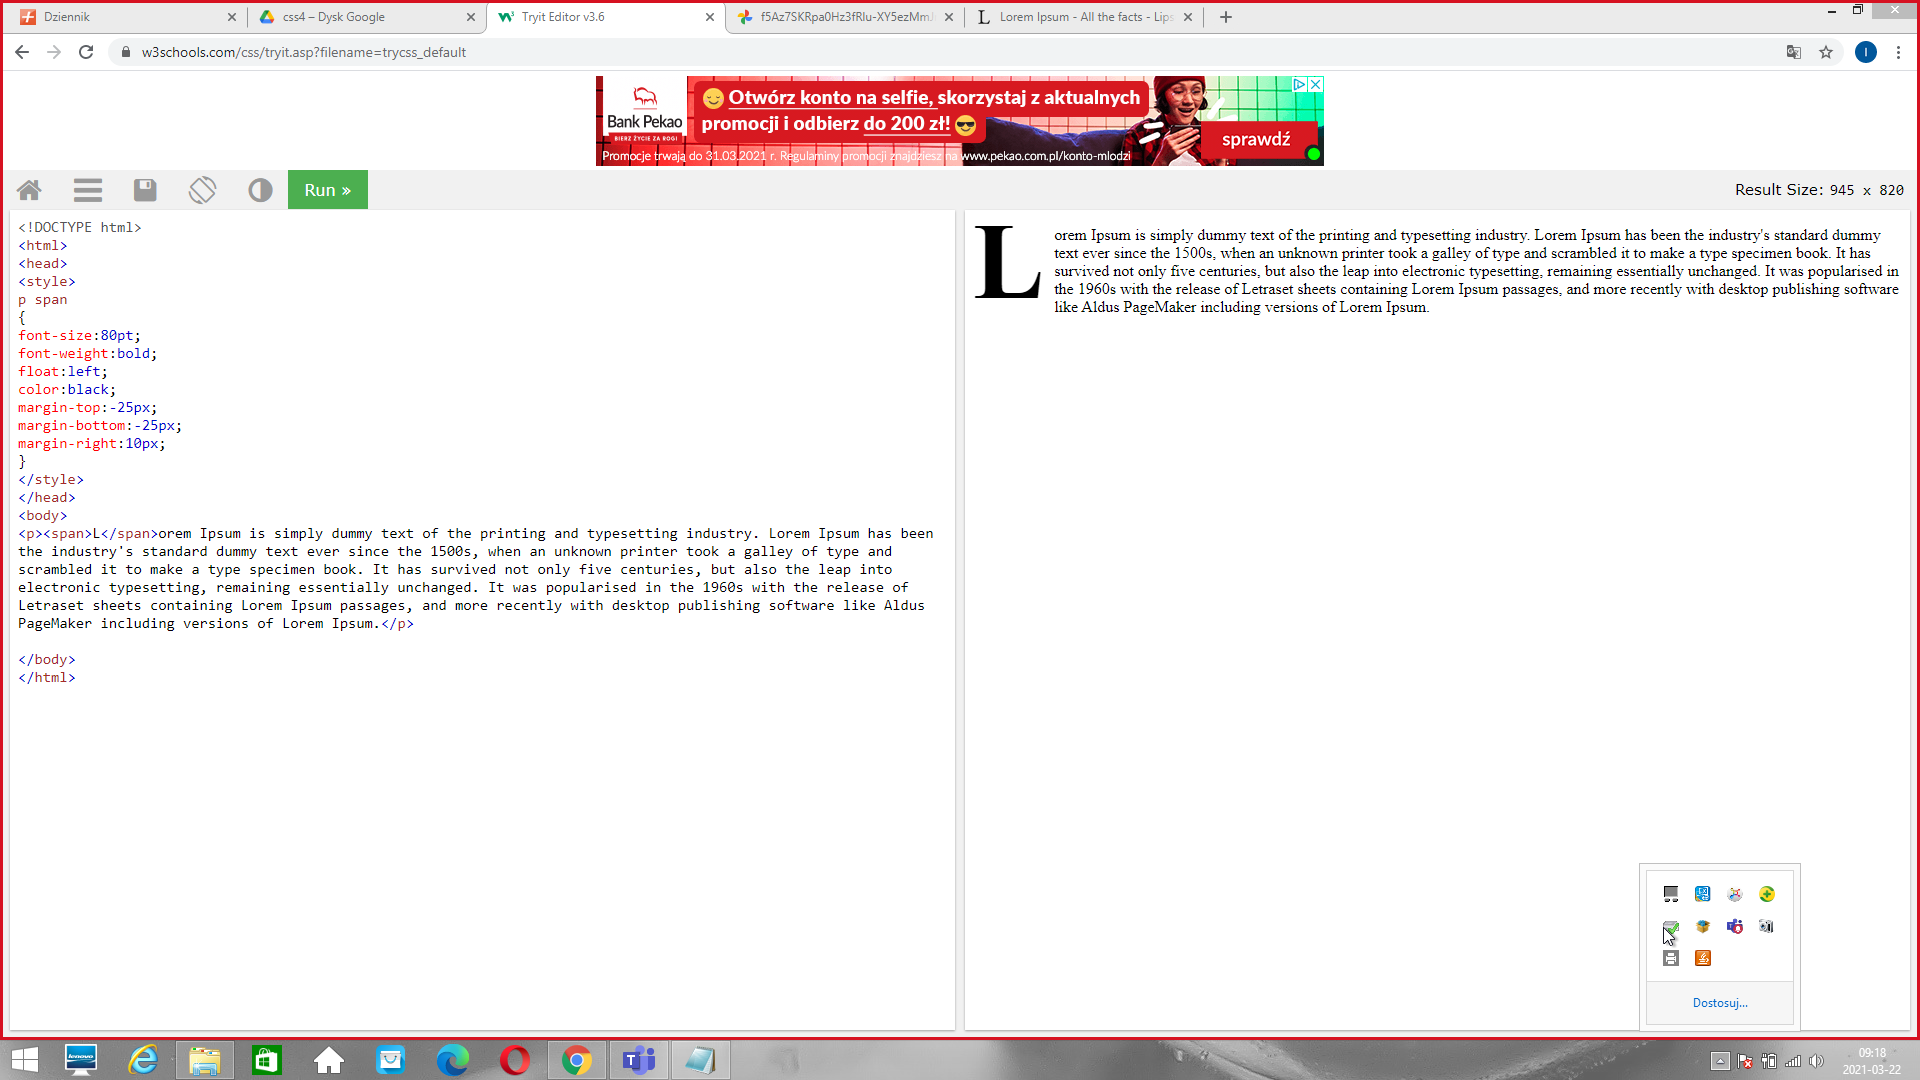 Dziennik
css4 – Dysk Google
Tryit Editor v3.6
f5Az7SKRpa0Hz3fRlu-XY5ezMm
Lorem Ipsum - All the facts - Lips
w3schools.com/css/tryit.asp?filename=trycss_default
I
Bank Pekao
BIERZ ŻYCIE ZA ROGI
Otwórz konto na selfie, skorzystaj z aktualnych
promocji i odbierz do 200 zł!
sprawdź
Promocje trwają do 31.03.2021 r. Regulaminy promocji znajdziesz na www.pekao.com.pl/konto-mlodzi
Run »
Result Size: 945 x 820
<!DOCTYPE html>
<html>
<head>
<style>
p span
{
font-size:80pt;
font-weight:bold;
float:left;
color:black;
margin-top:-25px;
margin-bottom:-25px;
margin-right:10px;
}
</style>
</head>
<body>
<p><span>L</span>orem Ipsum is simply dummy text of the printing and typesetting industry. Lorem Ipsum has been
the industry's standard dummy text ever since the 1500s, when an unknown printer took a galley of type and
scrambled it to make a type specimen book. It has survived not only five centuries, but also the leap into
electronic typesetting, remaining essentially unchanged. It was popularised in the 1960s with the release of
Letraset sheets containing Lorem Ipsum passages, and more recently with desktop publishing software like Aldus
PageMaker including versions of Lorem Ipsum.</p>
</body>
</html>
Lorem Ipsum is simply dummy text of the printing and typesetting industry. Lorem Ipsum has been the industry's standard dummy
text ever since the 1500s, when an unknown printer took a galley of type and scrambled it to make a type specimen book. It has
survived not only five centuries, but also the leap into electronic typesetting, remaining essentially unchanged. It was popularised in
the 1960s with the release of Letraset sheets containing Lorem Ipsum passages, and more recently with desktop publishing software
like Aldus PageMaker including versions of Lorem Ipsum.
Dostosuj...
lenovo
09:18
2021-03-22